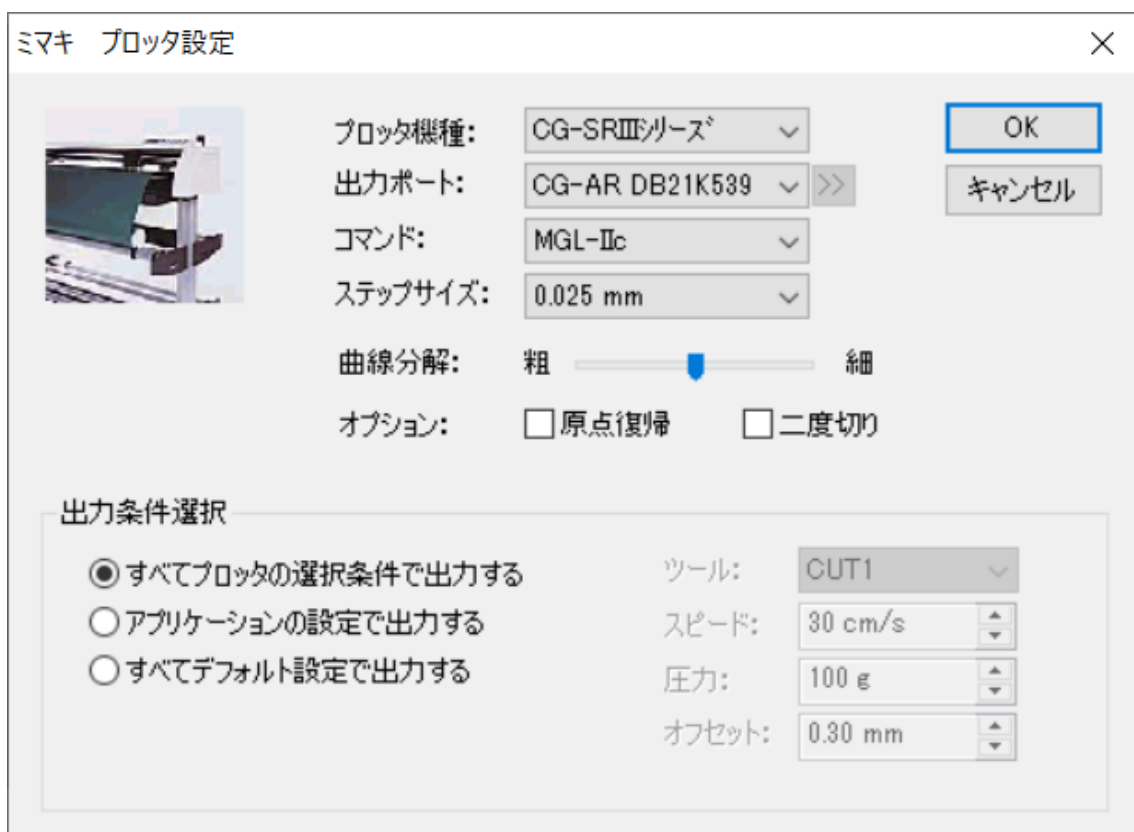 ミマキ　プロッタ設定
プロッタ機種: CG-SRⅢｼﾘｰｽﾞ OK
出力ポート: CG-AR DB21K539 >> キャンセル
コマンド: MGL-Ⅱc
ステップサイズ: 0.025 mm
曲線分解: 粗 細
オプション: 原点復帰 二度切り
出力条件選択
すべてプロッタの選択条件で出力する ツール: CUT1
アプリケーションの設定で出力する スピード: 30 cm/s
すべてデフォルト設定で出力する 圧力: 100 g
オフセット: 0.30 mm